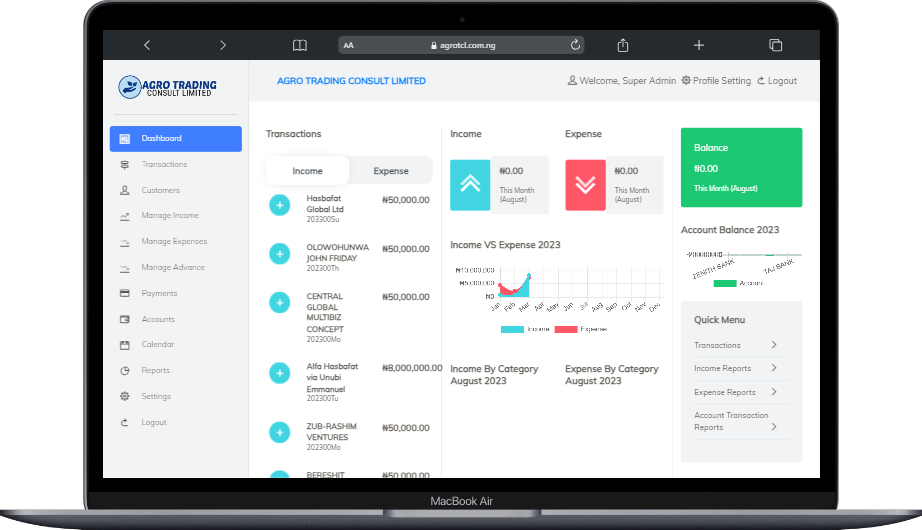 AA
agrotcl.com.ng
AGRO TRADING
CONSULT LIMITED
AGRO TRADING CONSULT LIMITED
Welcome, Super Admin
Profile Setting
Logout
Dashboard
Transactions
Customers
Manage Income
Manage Expenses
Manage Advance
Payments
Accounts
Calendar
Reports
Settings
Logout
Transactions
Income
Expense
Hasbafat
Global Ltd
203300Su
₦50,000.00
OLOWOHUNWA
JOHN FRIDAY
202300Th
₦50,000.00
CENTRAL
GLOBAL
MULTIBIZ
CONCEPT
202300Mo
₦50,000.00
Alfa Hasbafat
via Unubi
Emmanuel
202300Tu
₦8,000,000.00
ZUB-RASHIM
VENTURES
202300Mo
₦50,000.00
BERESHIT
₦50,000.00
Income
₦0.00
This Month
(August)
Expense
₦0.00
This Month
(August)
Income VS Expense 2023
₦10,000,000
₦5,000,000
₦0
Jan Feb Mar Apr May Jun Jul Aug Sep Oct Nov Dec
Income
Expense
Income By Category
August 2023
Expense By Category
August 2023
Balance
₦0.00
This Month (August)
Account Balance 2023
ZENITH BANK
TAJ BANK
Account
Quick Menu
Transactions
Income Reports
Expense Reports
Account Transaction
Reports
MacBook Air